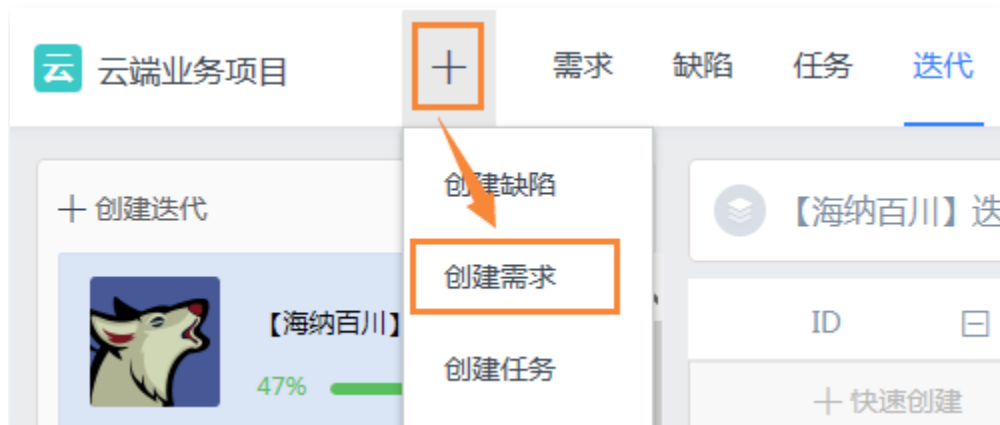 云 云端业务项目 需求 缺陷 任务 迭代
创建缺陷
创建迭代
【海纳百川】迭
创建需求
【海纳百川】
ID
47%
创建任务
快速创建